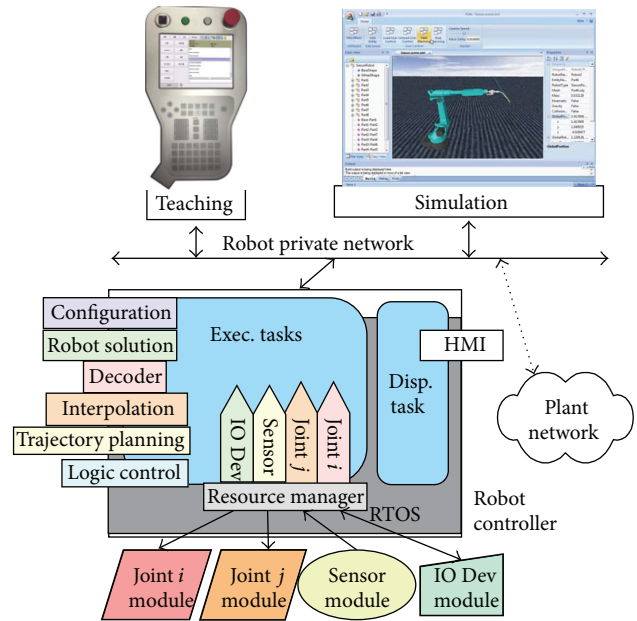 Teaching
Simulation
Robot private network
Configuration
Robot solution
Decoder
Interpolation
Trajectory planning
Logic control
Exec. tasks
Disp.
task
HMI
IO Dev
Sensor
Joint j
Joint i
Resource manager
RTOS
Robot
controller
Plant
network
Joint i
module
Joint j
module
Sensor
module
IO Dev
module